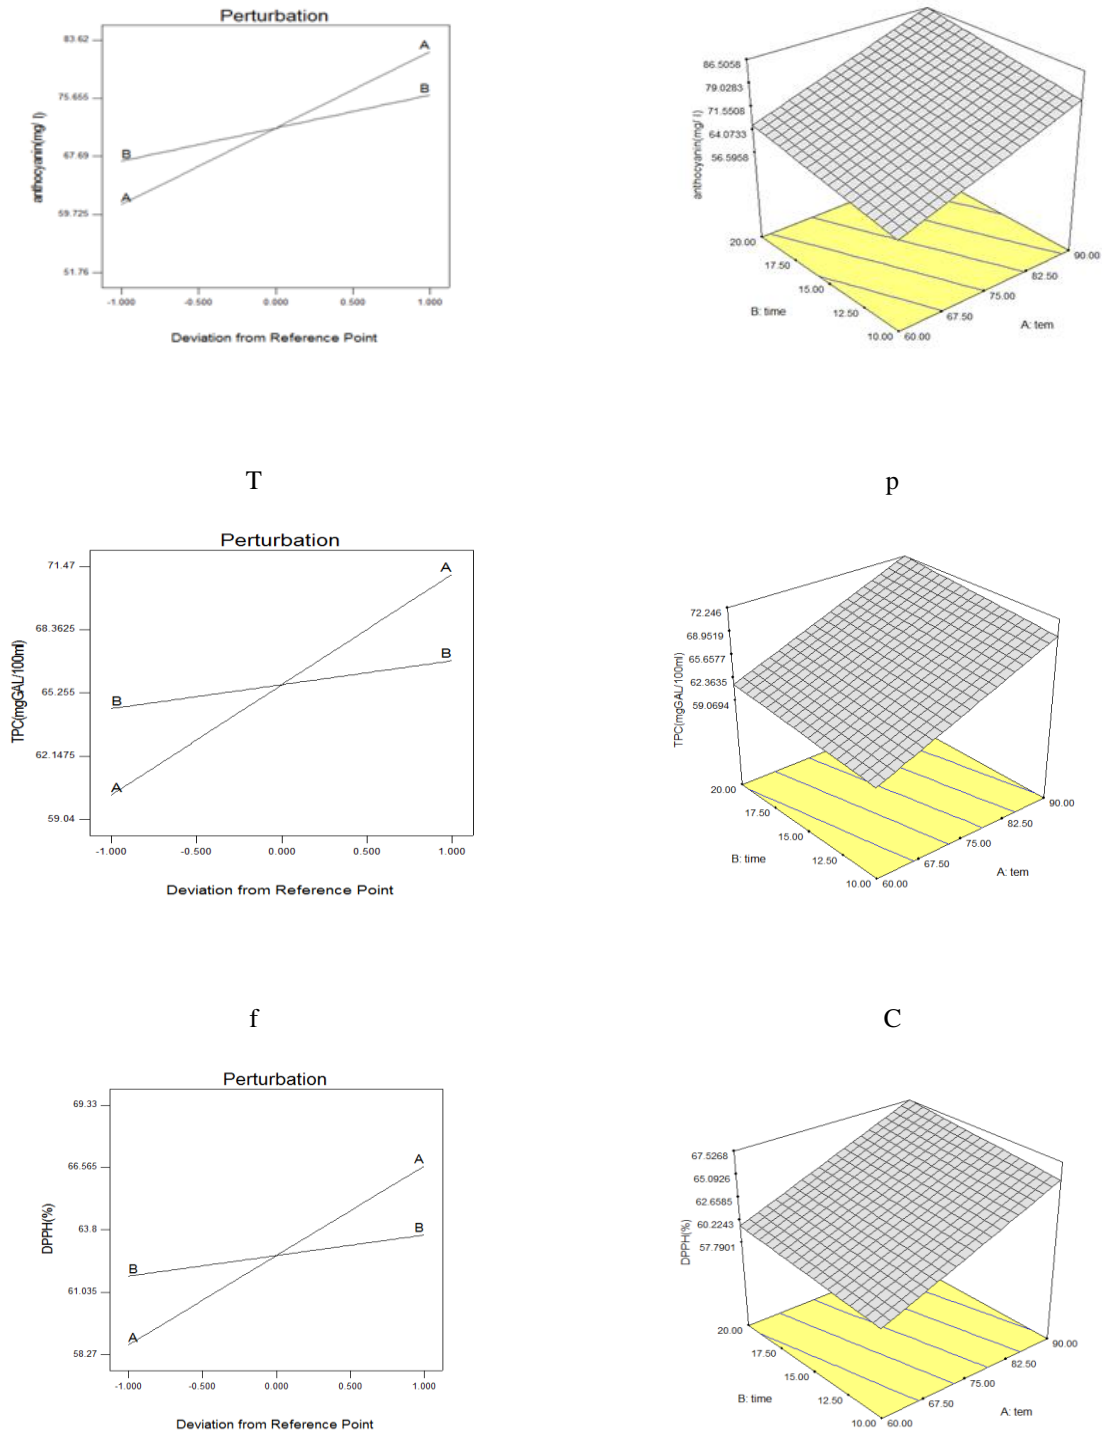 Perturbation
83.62
75.655
67.69
59.725
51.76
anthocyanin(mg/ l)
A
B
B
A
-1.000 -0.500 0.000 0.500 1.000
Deviation from Reference Point
86.5058
79.0283
71.5508
64.0733
56.5958
anthocyanin(mg/ l)
20.00
17.50
15.00
12.50
10.00
B: time
60.00
67.50
75.00
82.50
90.00
A: tem
T
p
Perturbation
71.47
68.3625
65.255
62.1475
59.04
TPC(mgGAL/100ml)
A
B
B
A
-1.000 -0.500 0.000 0.500 1.000
Deviation from Reference Point
72.246
68.9519
65.6577
62.3635
59.0694
TPC(mgGAL/100ml)
20.00
17.50
15.00
12.50
10.00
B: time
60.00
67.50
75.00
82.50
90.00
A: tem
f
C
Perturbation
69.33
66.565
63.8
61.035
58.27
DPPH(%)
A
B
B
A
-1.000 -0.500 0.000 0.500 1.000
Deviation from Reference Point
67.5268
65.0926
62.6585
60.2243
57.7901
DPPH(%)
20.00
17.50
15.00
12.50
10.00
B: time
60.00
67.50
75.00
82.50
90.00
A: tem